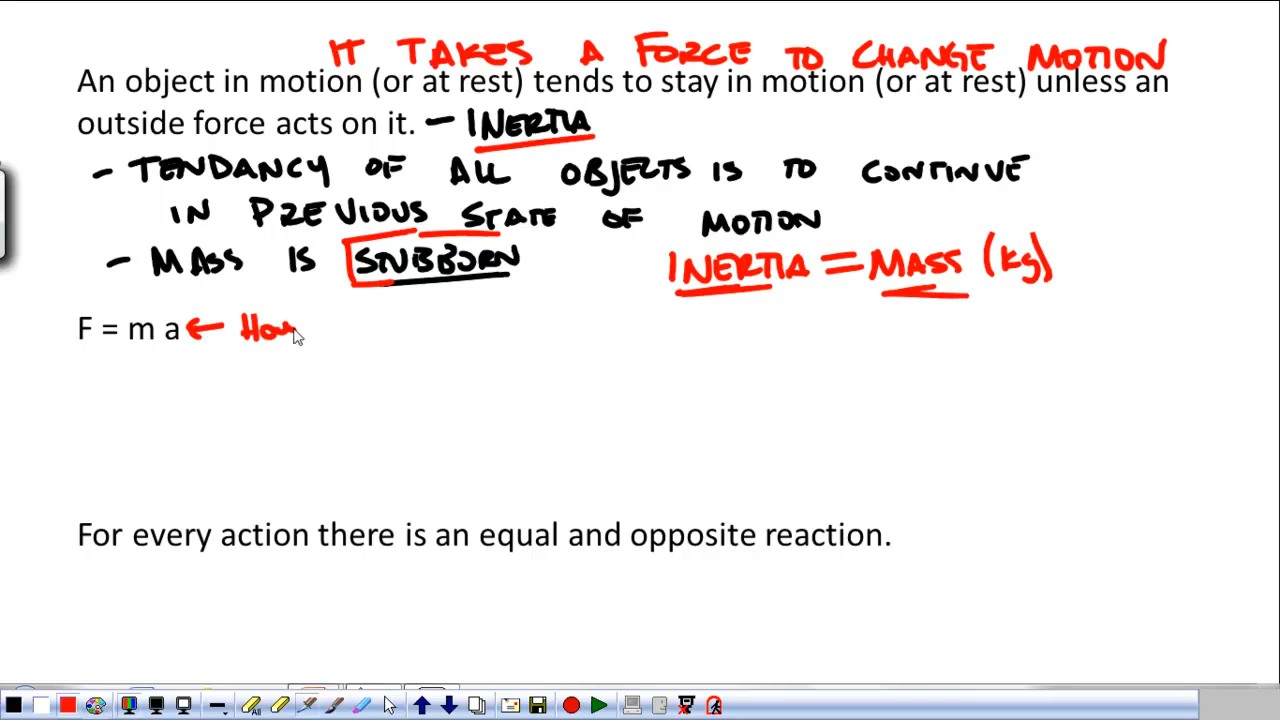 IT TAKES A FORCE TO CHANGE MOTION
An object in motion (or at rest) tends to stay in motion (or at rest) unless an
outside force acts on it. – INERTIA
– TENDANCY OF ALL OBJECTS IS TO CONTINUE
IN PREVIOUS STATE OF MOTION
– MASS IS STUBBORN INERTIA = MASS (kg)
F = m a ← How
For every action there is an equal and opposite reaction.
All